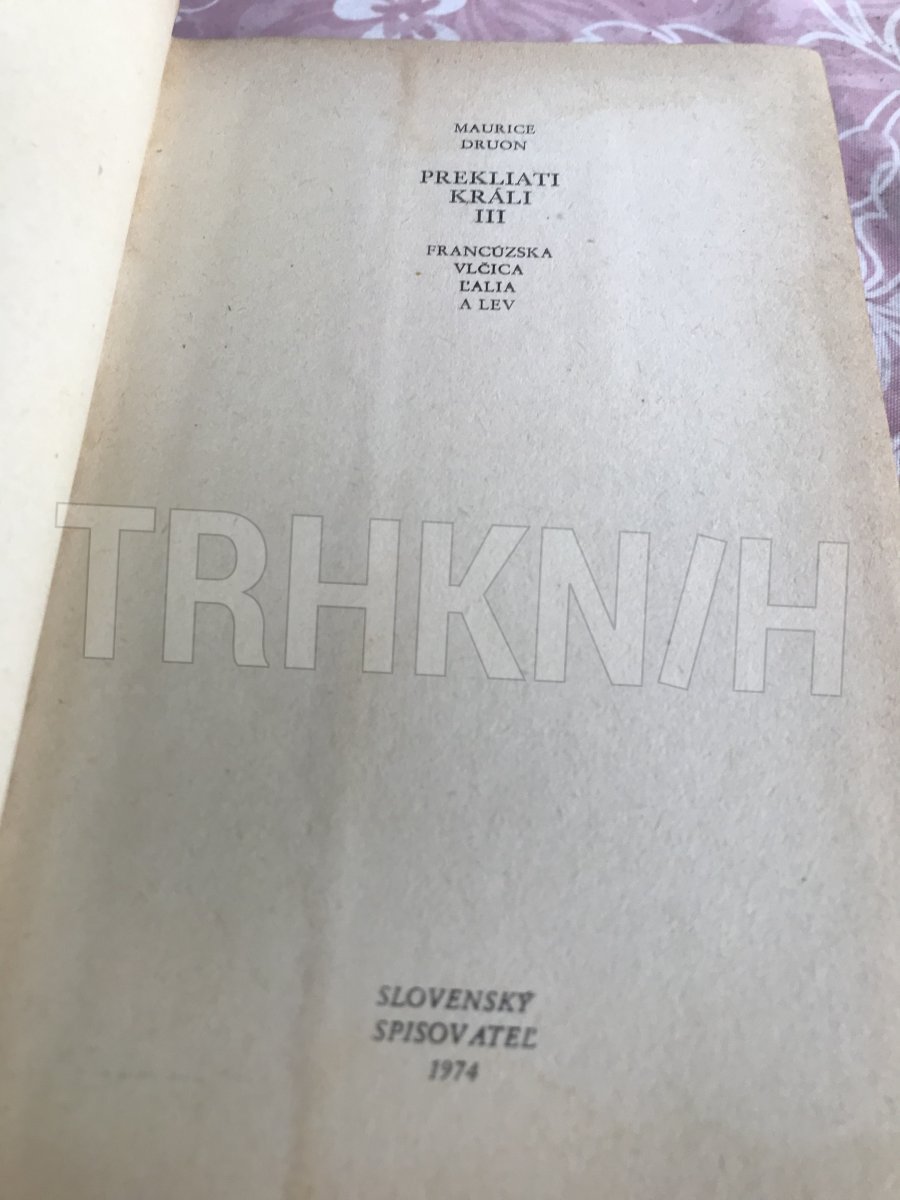 MAURICE
DRUON
PREKLIATI
KRÁLI
III
FRANCÚZSKA
VLČICA
ĽALIA
A LEV
TRHKNIH
SLOVENSKÝ
SPISOVATEĽ
1974